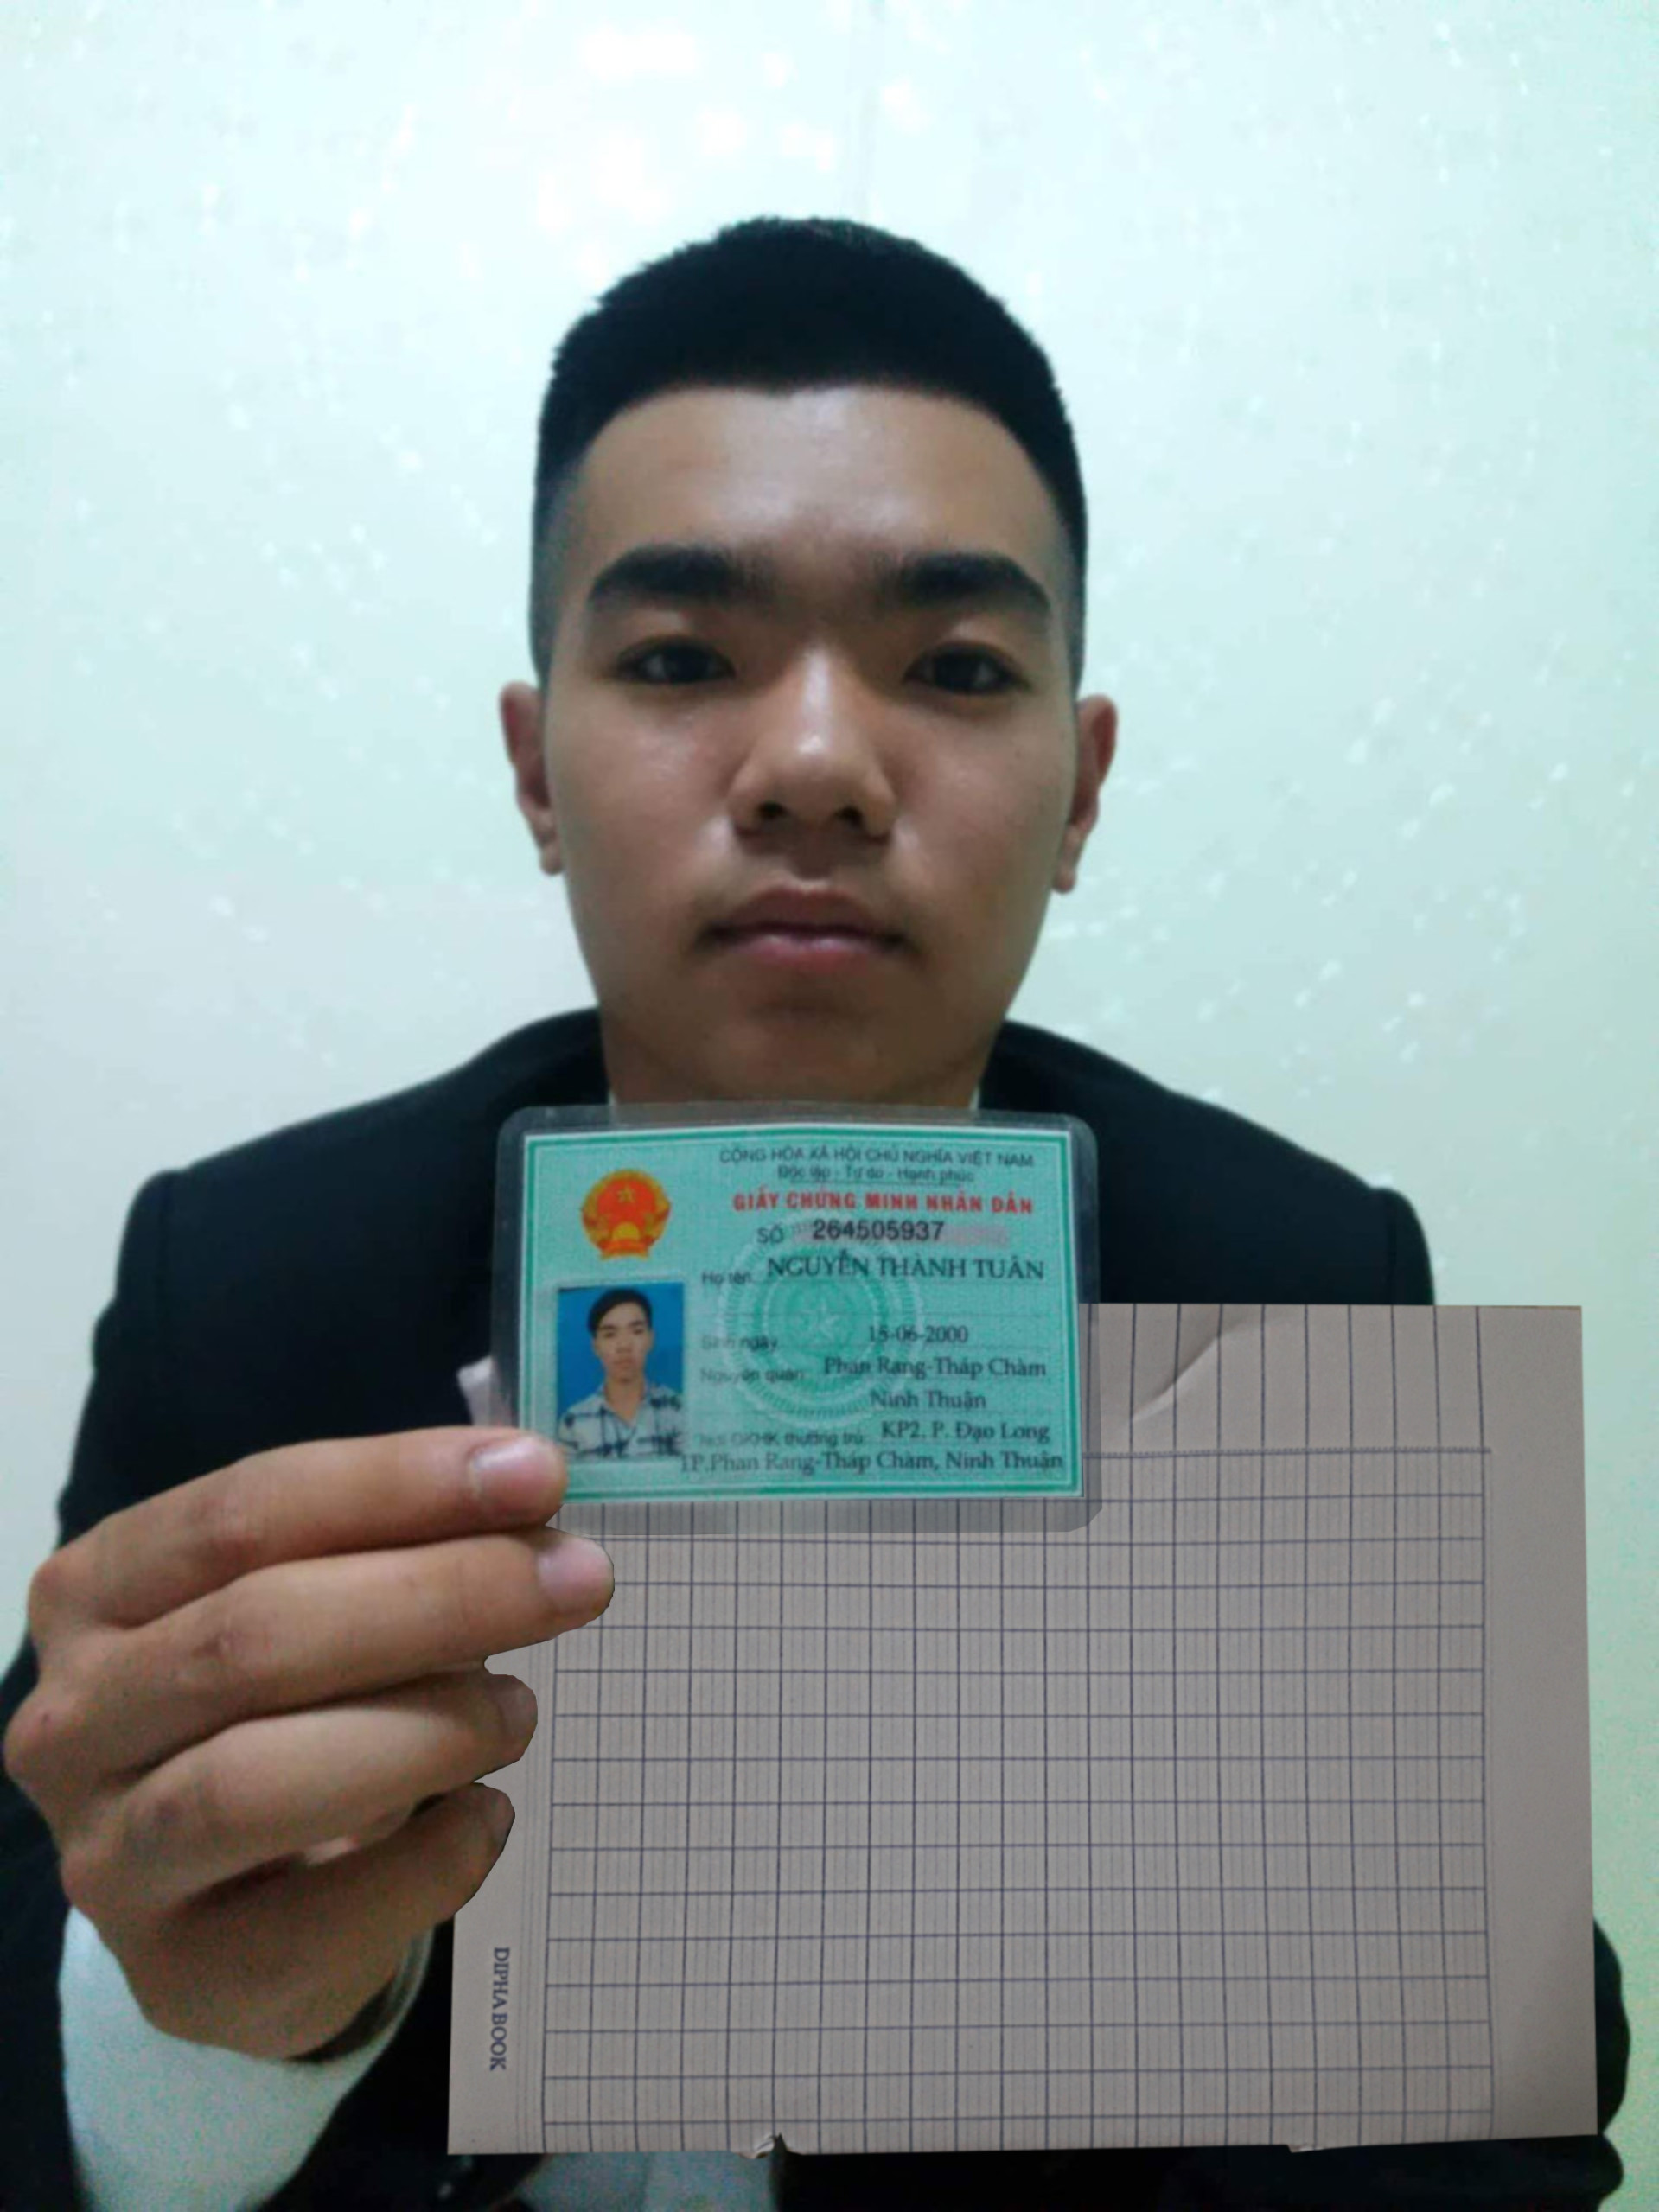 CỘNG HÒA XÃ HỘI CHỦ NGHĨA VIỆT NAM
Độc lập - Tự do - Hạnh phúc
GIẤY CHỨNG MINH NHÂN DÂN
SỐ 264505937
Họ tên: NGUYỄN THÀNH TUÂN
Sinh ngày 15-06-2000
Nguyên quán: Phan Rang-Tháp Chàm
Ninh Thuận
Nơi ĐKHK thường trú: KP2, P. Đạo Long
TP.Phan Rang-Tháp Chàm, Ninh Thuận
DIPHA BOOK